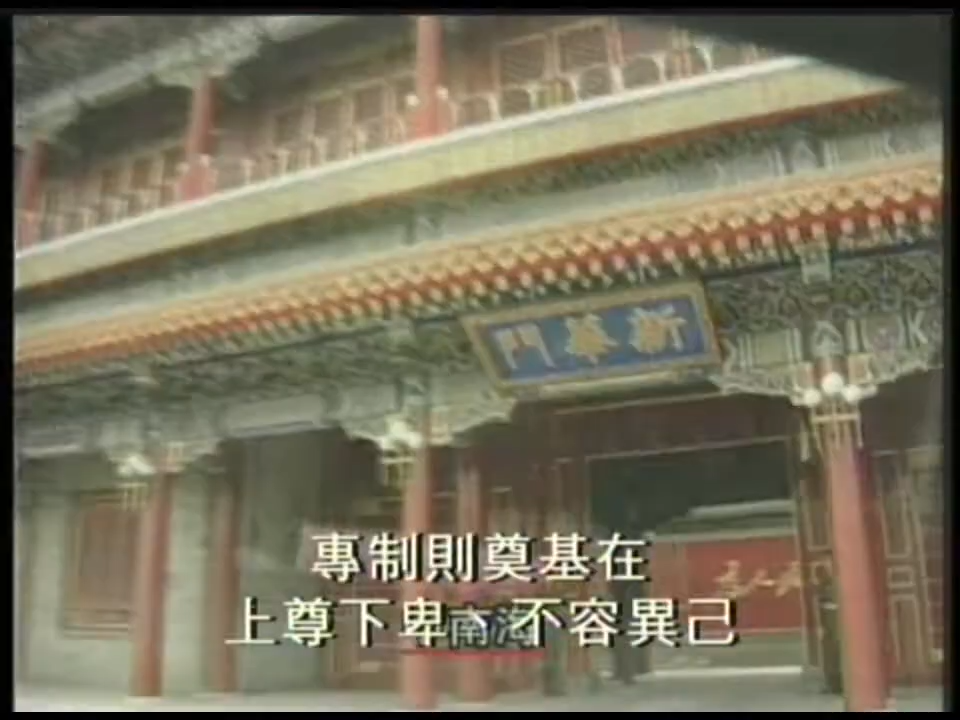 新華門
專制則奠基在
上尊下卑、不容異己